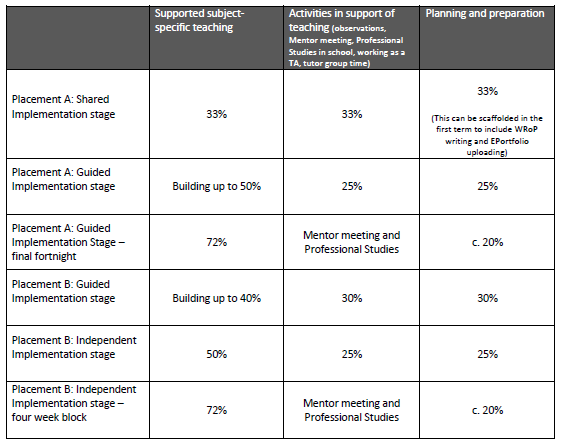 Supported subject-
specific teaching
Activities in support of
teaching (observations,
Mentor meeting, Professional
Studies in school, working as a
TA, tutor group time)
Planning and preparation
Placement A: Shared
Implementation stage
33%
33%
33%
(This can be scaffolded in the
first term to include WRoP
writing and EPortfolio
uploading)
Placement A: Guided
Implementation stage
Building up to 50%
25%
25%
Placement A: Guided
Implementation Stage –
final fortnight
72%
Mentor meeting and
Professional Studies
c. 20%
Placement B: Guided
Implementation stage
Building up to 40%
30%
30%
Placement B: Independent
Implementation stage
50%
25%
25%
Placement B: Independent
Implementation stage –
four week block
72%
Mentor meeting and
Professional Studies
c. 20%